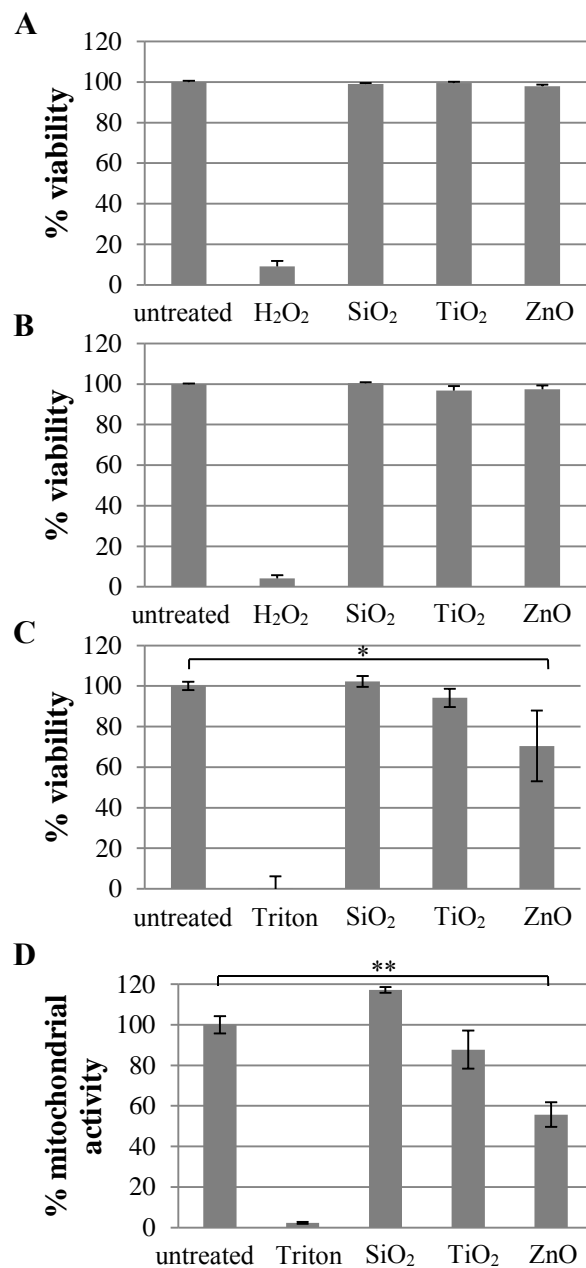 A
120
100
80
60
40
20
0
% viability
untreated H₂O₂ SiO₂ TiO₂ ZnO
B
120
100
80
60
40
20
0
% viability
untreated H₂O₂ SiO₂ TiO₂ ZnO
C
120
100
80
60
40
20
0
% viability
*
untreated Triton SiO₂ TiO₂ ZnO
D
120
100
80
60
40
20
0
% mitochondrial
activity
**
untreated Triton SiO₂ TiO₂ ZnO